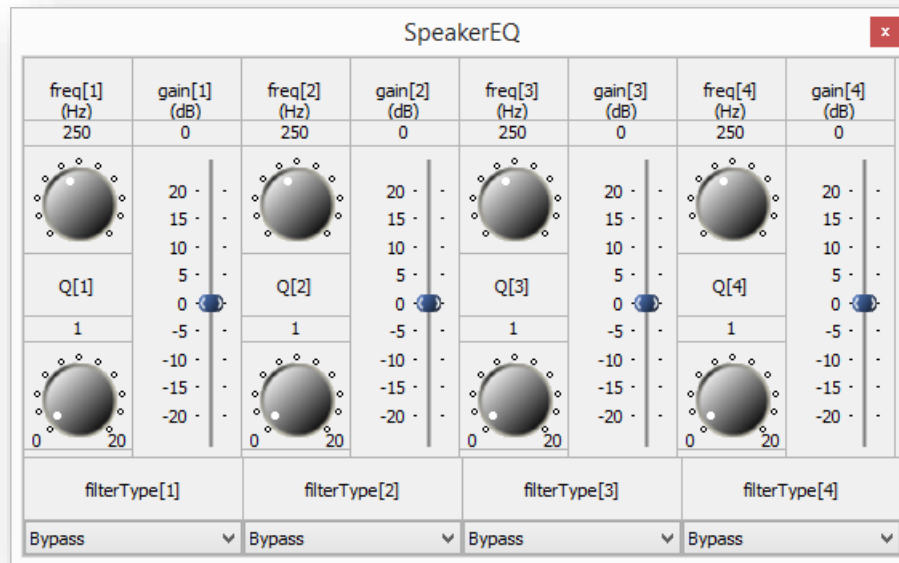 SpeakerEQ
x
freq[1] gain[1] freq[2] gain[2] freq[3] gain[3] freq[4] gain[4]
(Hz) (dB) (Hz) (dB) (Hz) (dB) (Hz) (dB)
250 0 250 0 250 0 250 0
20 - 20 - 20 - 20 -
15 - 15 - 15 - 15 -
10 - 10 - 10 - 10 -
5 - 5 - 5 - 5 -
Q[1] 0 - Q[2] 0 - Q[3] 0 - Q[4] 0 -
1 -5 - 1 -5 - 1 -5 - 1 -5 -
-10 - -10 - -10 - -10 -
-15 - -15 - -15 - -15 -
-20 - -20 - -20 - -20 -
0 20 0 20 0 20 0 20
filterType[1] filterType[2] filterType[3] filterType[4]
Bypass Bypass Bypass Bypass